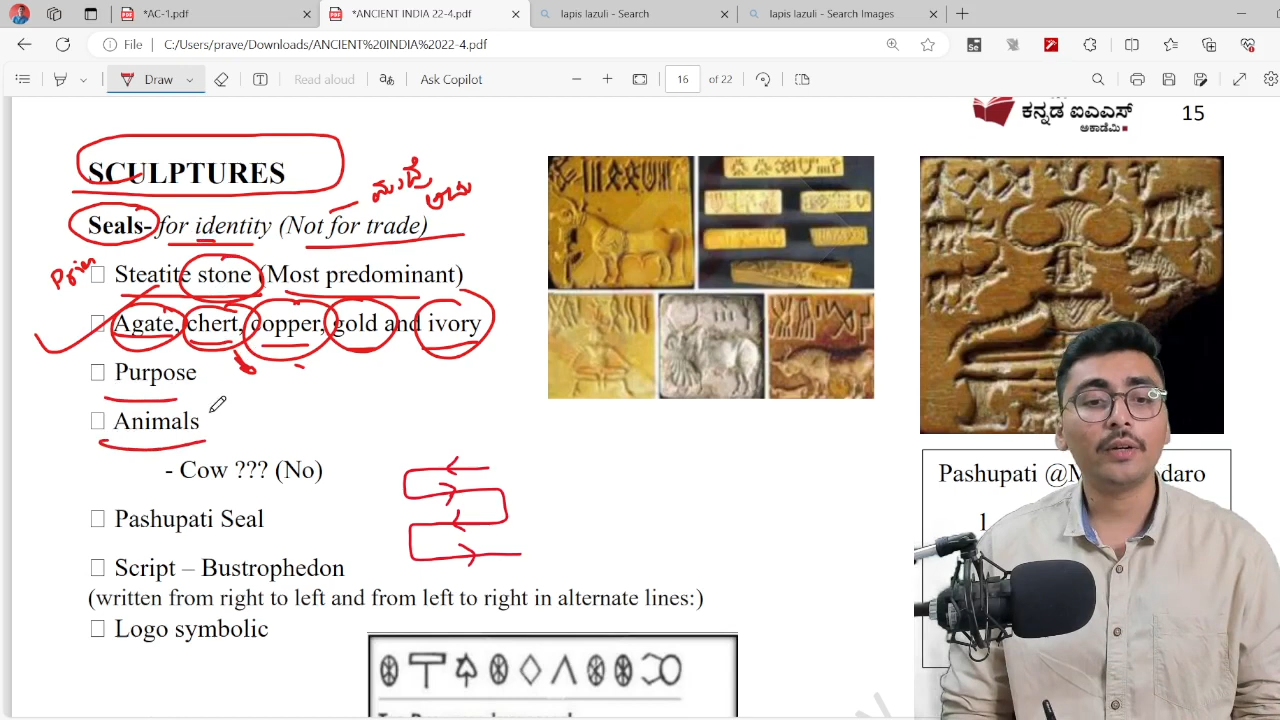 *AC-1.pdf
*ANCIENT INDIA 22-4.pdf
lapis lazuli - Search
lapis lazuli - Search Images
File
C:/Users/prave/Downloads/ANCIENT%20INDIA%2022-4.pdf
Draw
Read aloud
aあ
Ask Copilot
16 of 22
ಕನ್ನಡ ಐಎಎಸ್
ಅಕಾಡೆಮಿ
15
SCULPTURES
Seals- for identity (Not for trade)
Steatite stone (Most predominant)
Agate, chert, copper, gold and ivory
Purpose
Animals
- Cow ??? (No)
Pashupati Seal
Script – Bustrophedon
(written from right to left and from left to right in alternate lines:)
Logo symbolic
Pashupati @M
daro
1